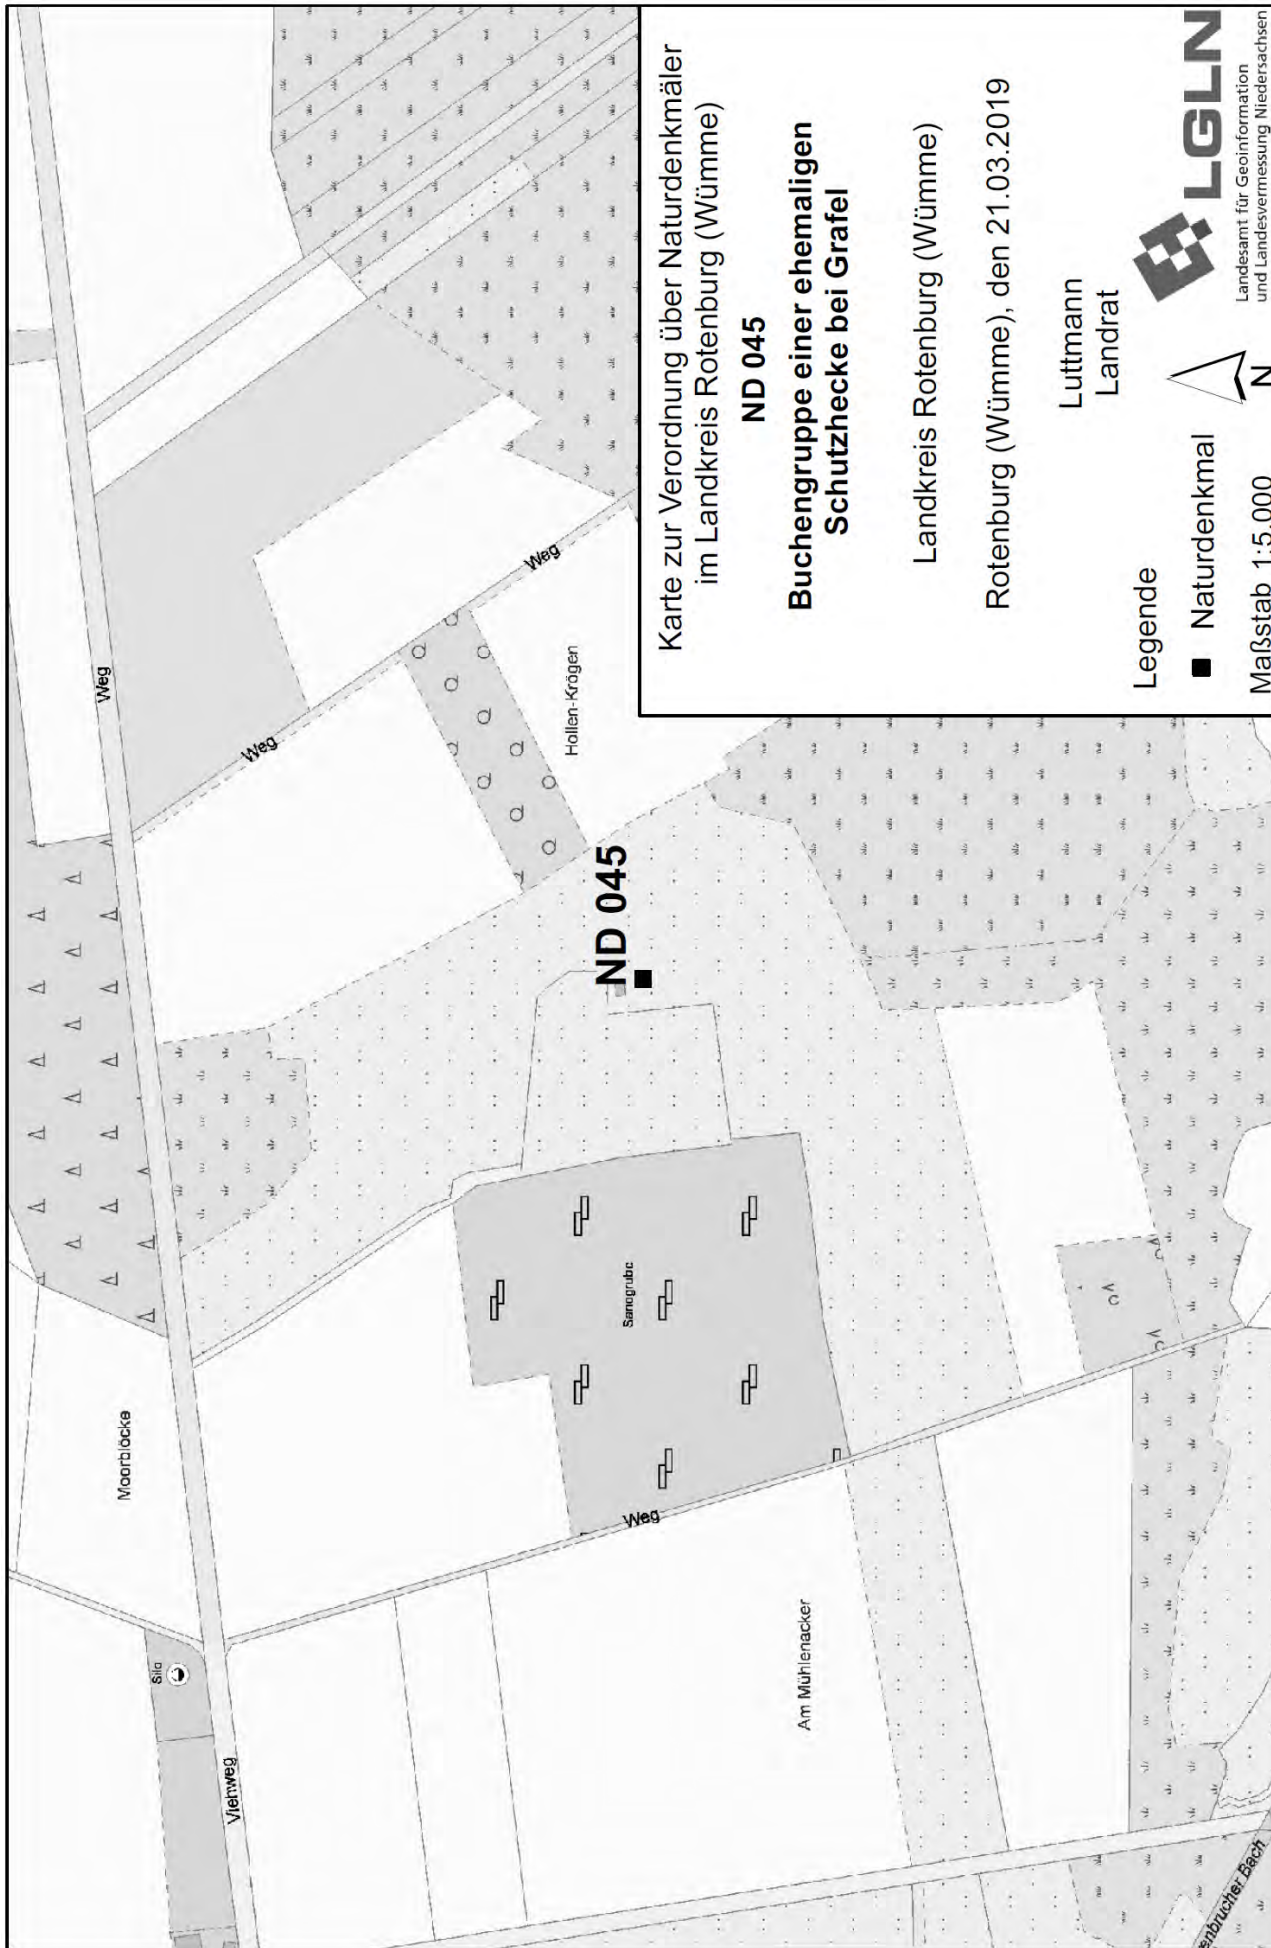 Karte zur Verordnung über Naturdenkmäler
im Landkreis Rotenburg (Wümme)
ND 045
Buchengruppe einer ehemaligen
Schutzhecke bei Grafel
Landkreis Rotenburg (Wümme)
Rotenburg (Wümme), den 21.03.2019
Luttmann
Landrat
Legende
Naturdenkmal
Maßstab 1:5.000
N
LGLN
Landesamt für Geoinformation
und Landesvermessung Niedersachsen
Moorblöcke
Silo
Viehweg
Weg
Weg
Weg
Hollen-Krögen
ND 045
Sandgrube
Weg
Am Mühlenacker
enbrucher Bach